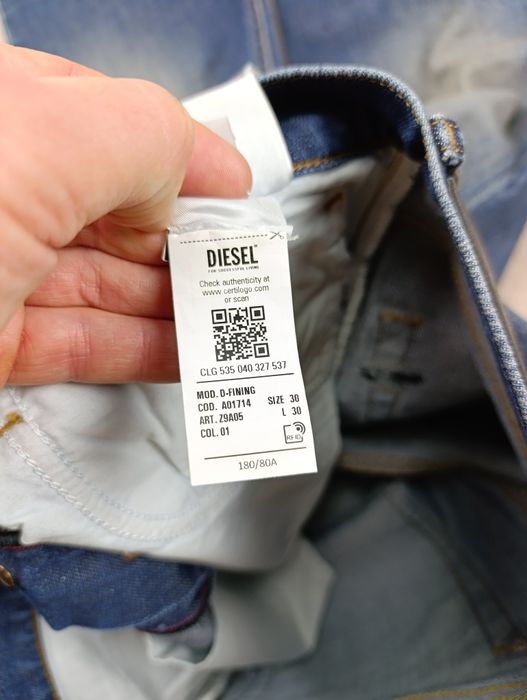 DIESEL
FOR SUCCESSFUL LIVING
Check authenticity at
www.certilogo.com
or scan
CLG 535 040 327 537
MOD. D-FINING
COD. A01714 SIZE 30
ART. Z9A05 L 30
COL. 01
RFID
180/80A